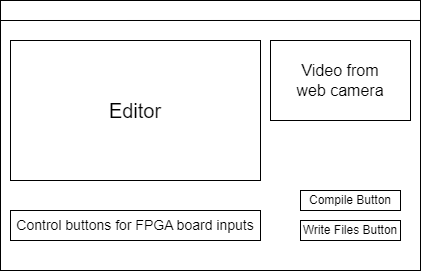 Editor
Video from
web camera
Compile Button
Control buttons for FPGA board inputs
Write Files Button